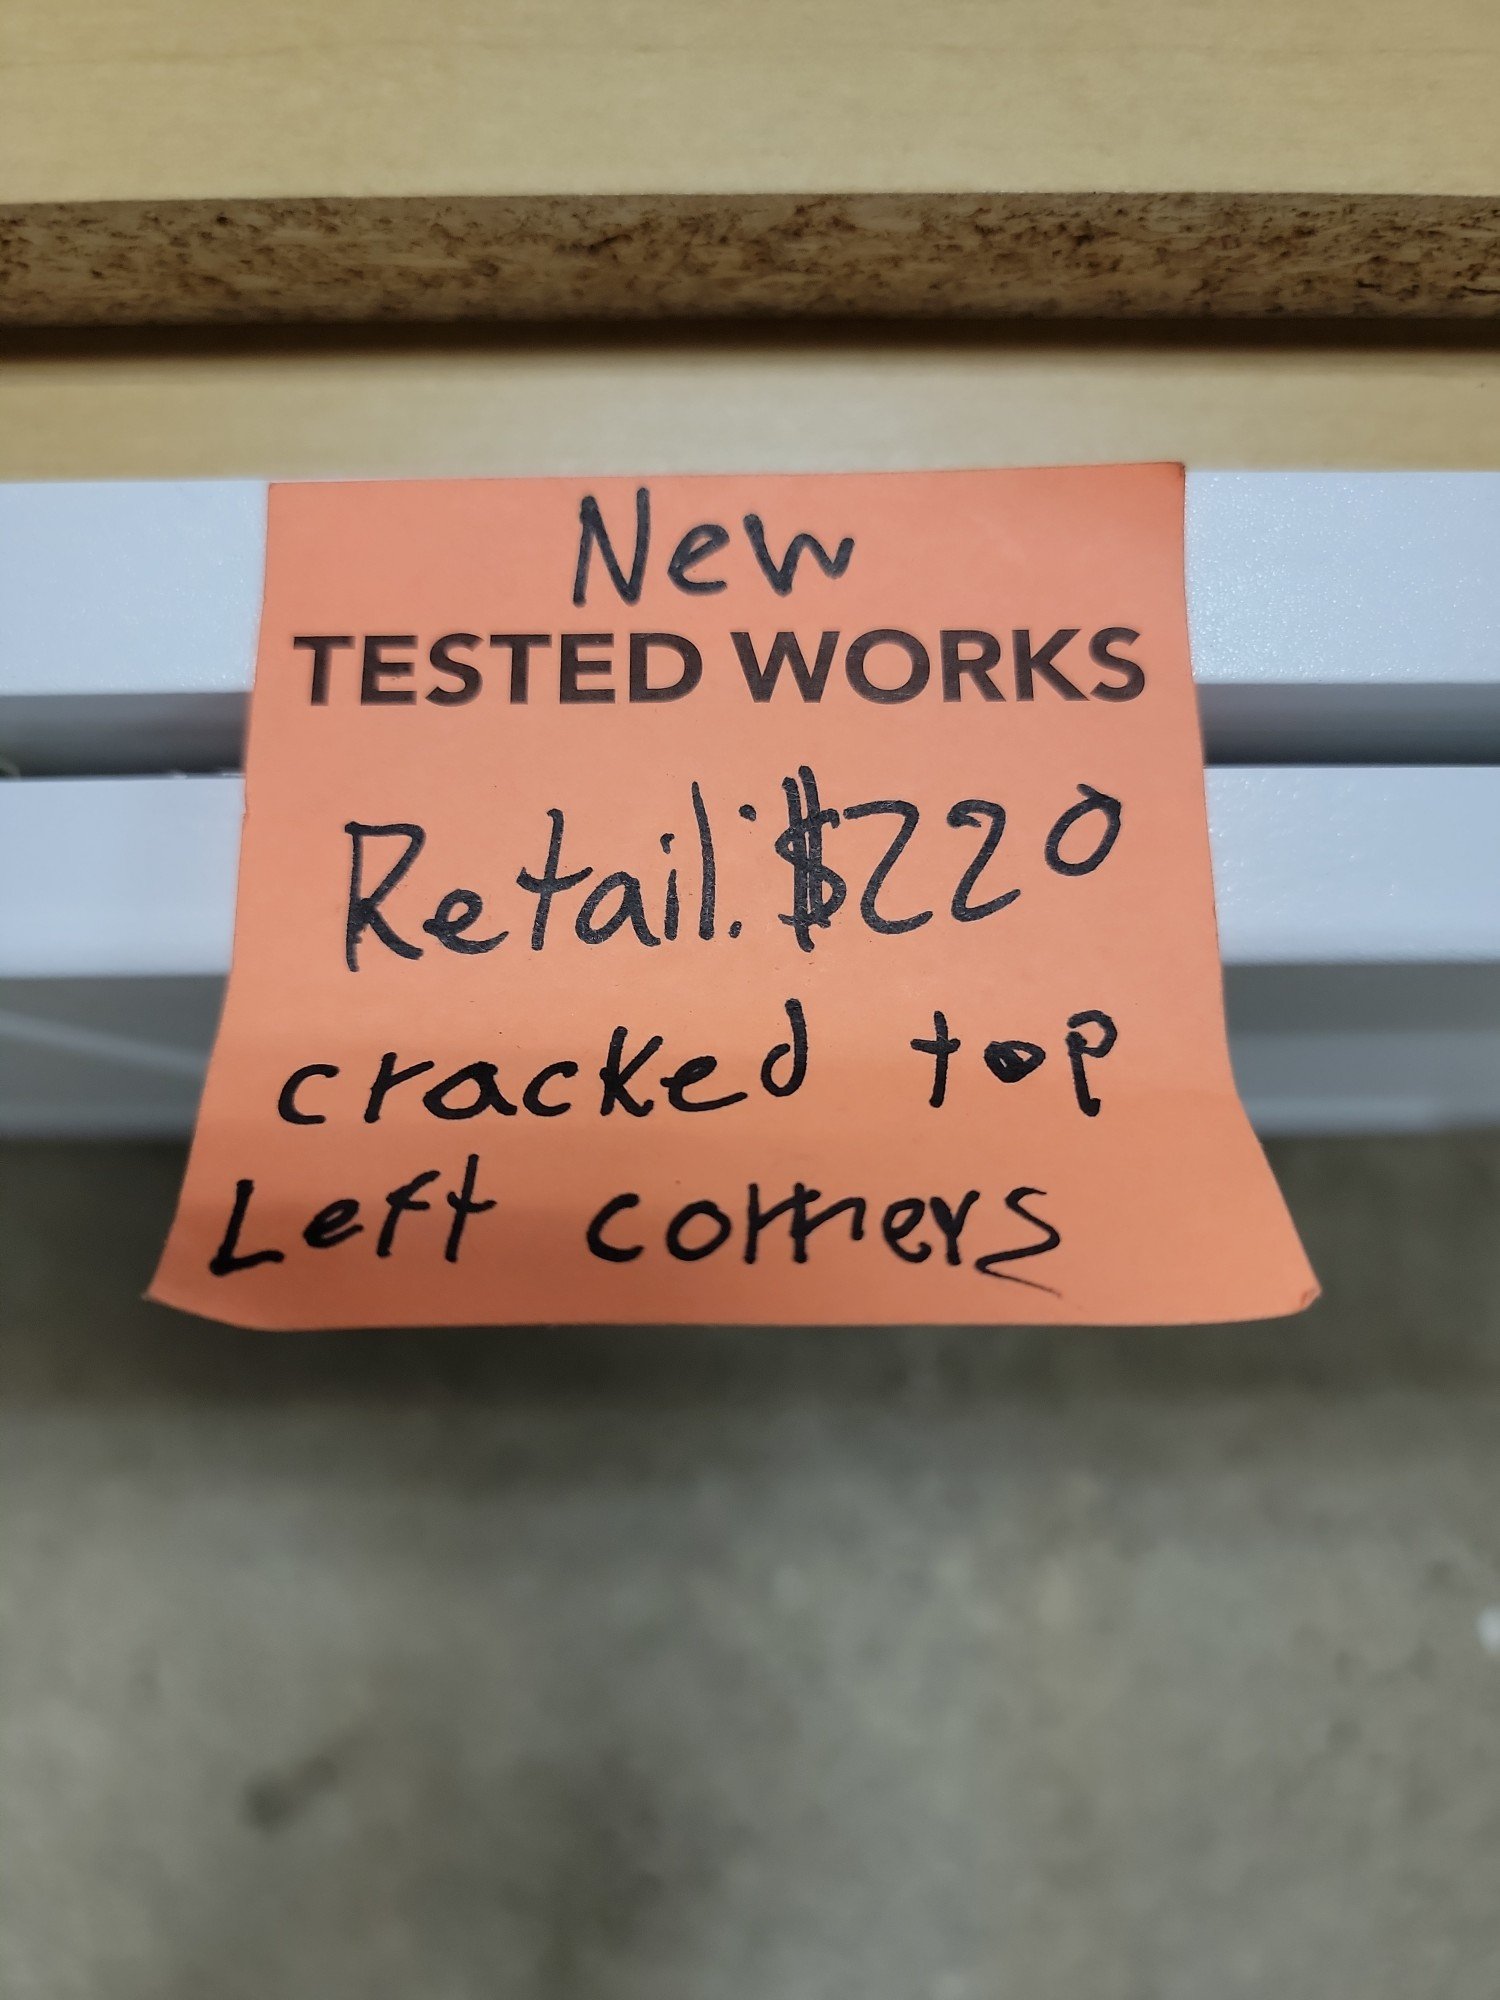 New
TESTED WORKS
Retail: $220
cracked top
Left corners